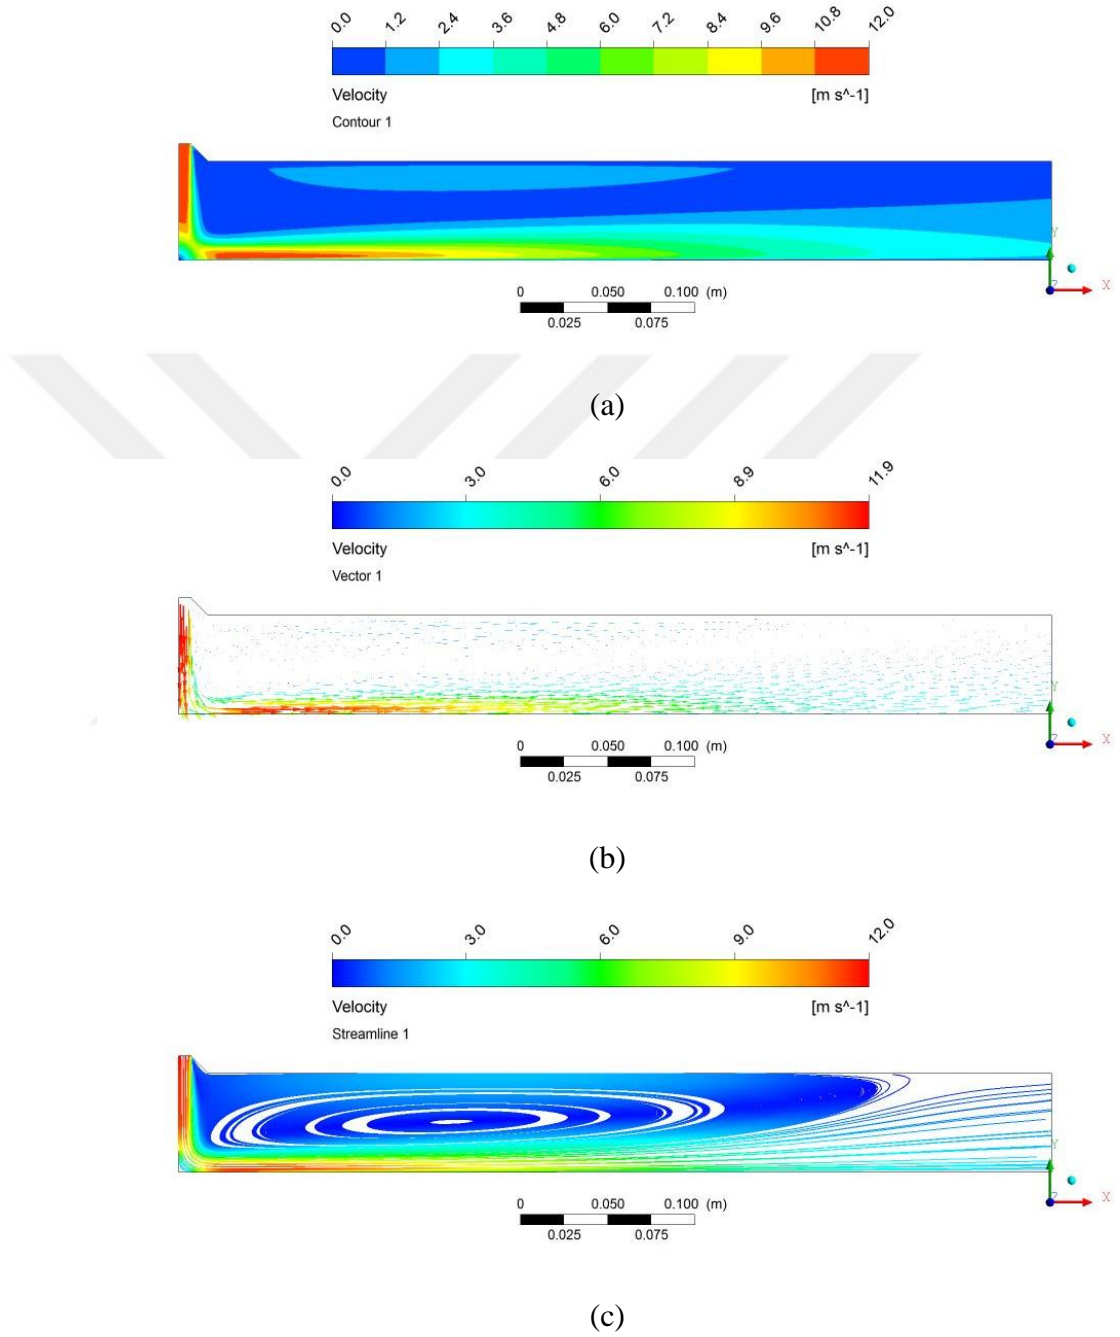 0.0 1.2 2.4 3.6 4.8 6.0 7.2 8.4 9.6 10.8 12.0
Velocity [m s^-1]
Contour 1
Y
Z X
0 0.050 0.100 (m)
0.025 0.075
(a)
0.0 3.0 6.0 8.9 11.9
Velocity [m s^-1]
Vector 1
Y
Z X
0 0.050 0.100 (m)
0.025 0.075
(b)
0.0 3.0 6.0 9.0 12.0
Velocity [m s^-1]
Streamline 1
Y
Z X
0 0.050 0.100 (m)
0.025 0.075
(c)